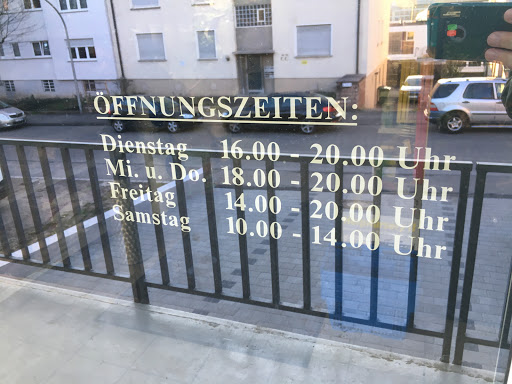 ÖFFNUNGSZEITEN:
Dienstag 16.00 - 20.00 Uhr
Mi. u. Do. 18.00 - 20.00 Uhr
Freitag 14.00 - 20.00 Uhr
Samstag 10.00 - 14.00 Uhr